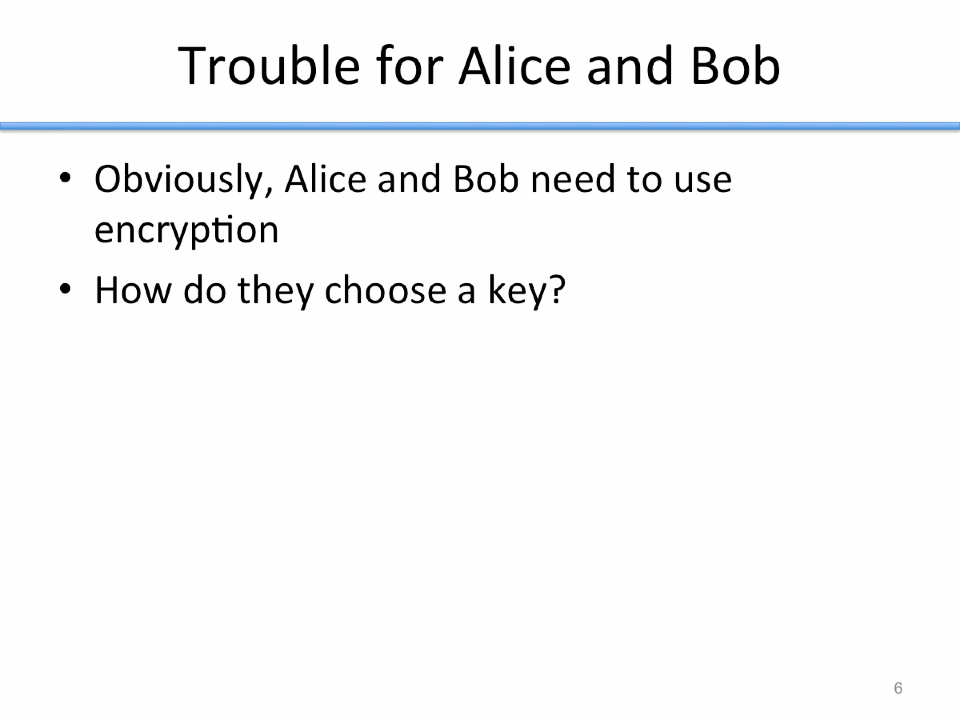 Trouble for Alice and Bob
• Obviously, Alice and Bob need to use
encryption
• How do they choose a key?
6